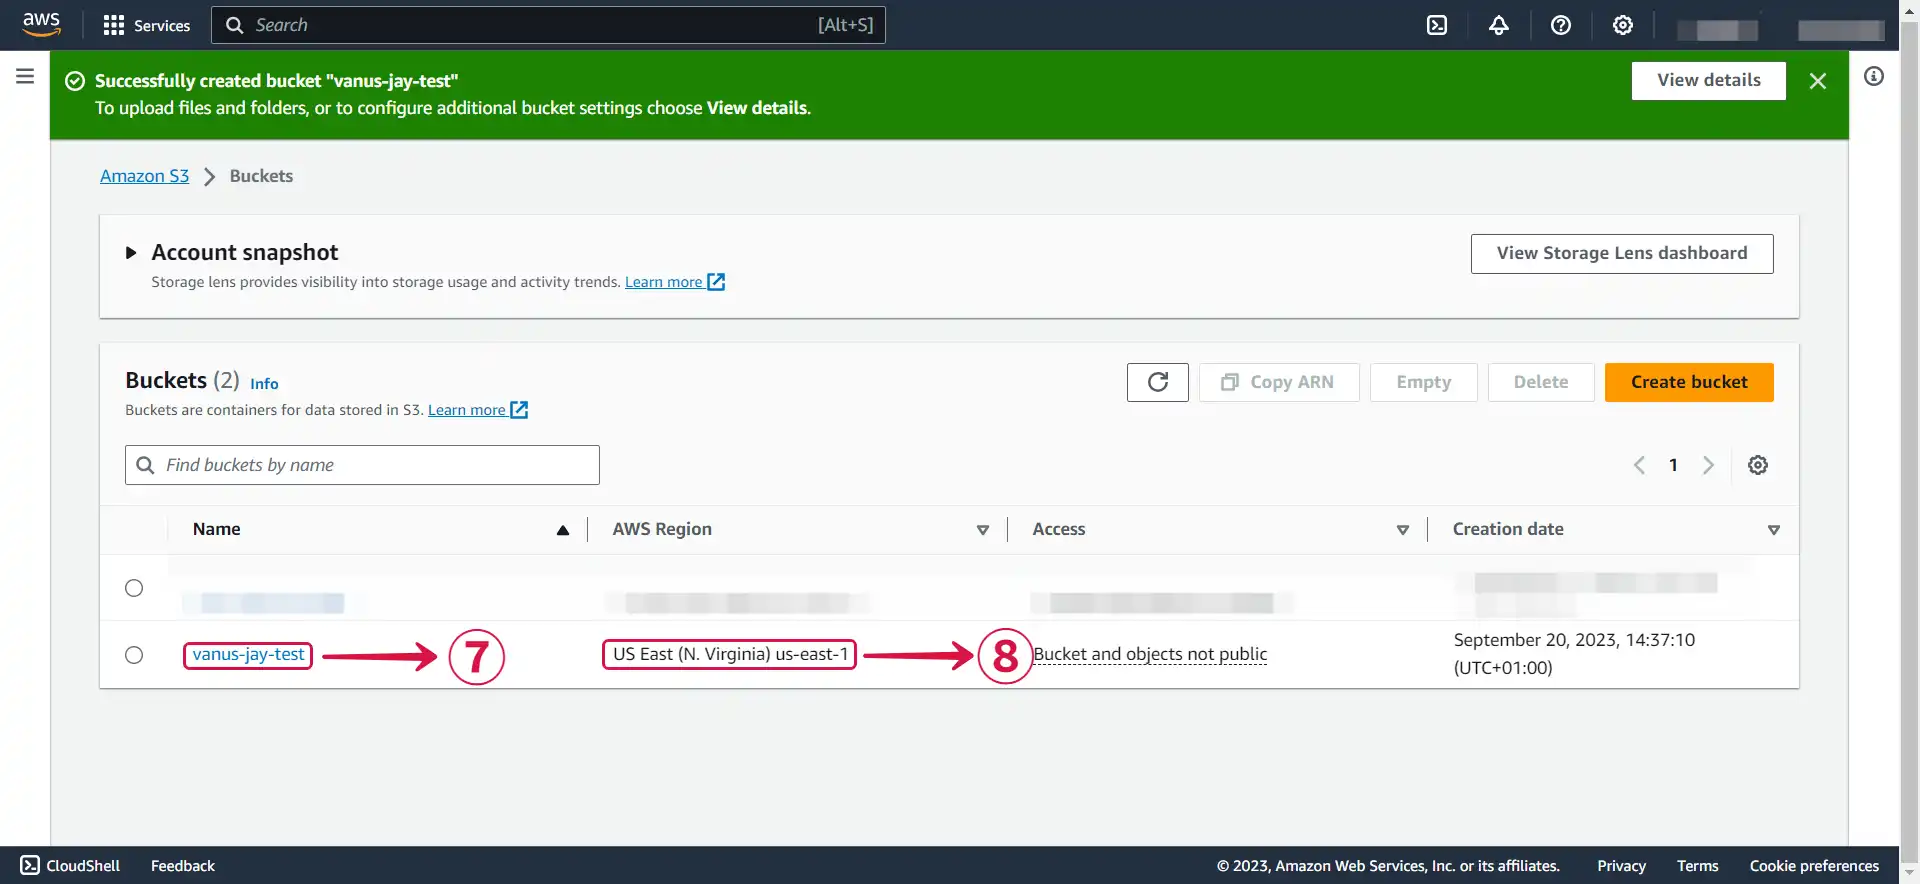 aws
Services
Search
[Alt+S]
Successfully created bucket "vanus-jay-test"
To upload files and folders, or to configure additional bucket settings choose View details.
View details
Amazon S3
Buckets
Account snapshot
Storage lens provides visibility into storage usage and activity trends. Learn more
View Storage Lens dashboard
Buckets (2) Info
Buckets are containers for data stored in S3. Learn more
Copy ARN
Empty
Delete
Create bucket
Find buckets by name
1
Name
AWS Region
Access
Creation date
vanus-jay-test
7
US East (N. Virginia) us-east-1
8
Bucket and objects not public
September 20, 2023, 14:37:10
(UTC+01:00)
CloudShell
Feedback
© 2023, Amazon Web Services, Inc. or its affiliates.
Privacy
Terms
Cookie preferences